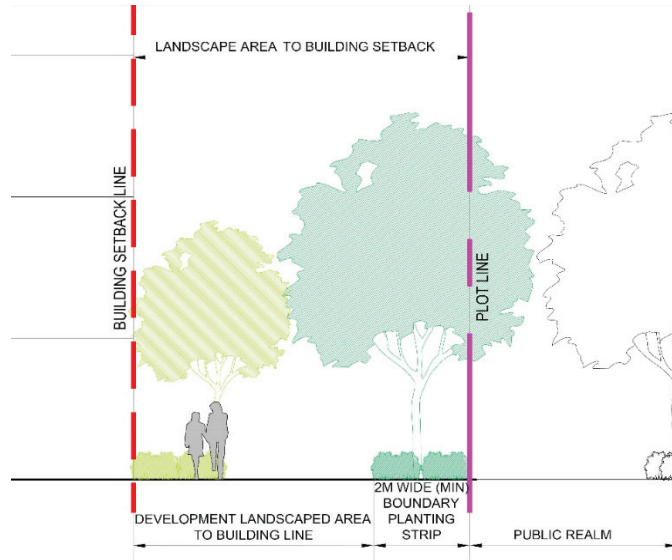 LANDSCAPE AREA TO BUILDING SETBACK
BUILDING SETBACK LINE
PLOT LINE
2M WIDE (MIN)
BOUNDARY
PLANTING
STRIP
DEVELOPMENT LANDSCAPED AREA
TO BUILDING LINE
PUBLIC REALM